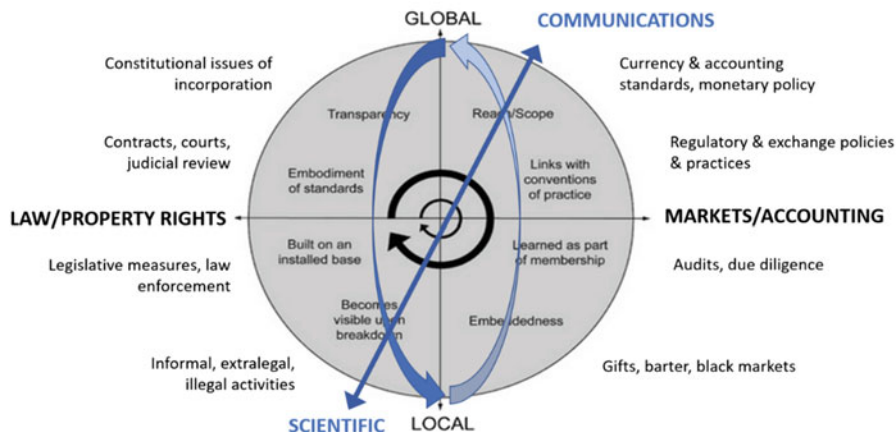 GLOBAL
COMMUNICATIONS
Constitutional issues of
incorporation
Currency & accounting
standards, monetary policy
Transparency
Reach/Scope
Contracts, courts,
judicial review
Regulatory & exchange policies
& practices
Embodiment
of standards
Links with
conventions
of practice
LAW/PROPERTY RIGHTS
MARKETS/ACCOUNTING
Built on an
installed base
Learned as part
of membership
Legislative measures, law
enforcement
Audits, due diligence
Becomes
visible upon
breakdown
Embeddedness
Informal, extralegal,
illegal activities
Gifts, barter, black markets
SCIENTIFIC
LOCAL